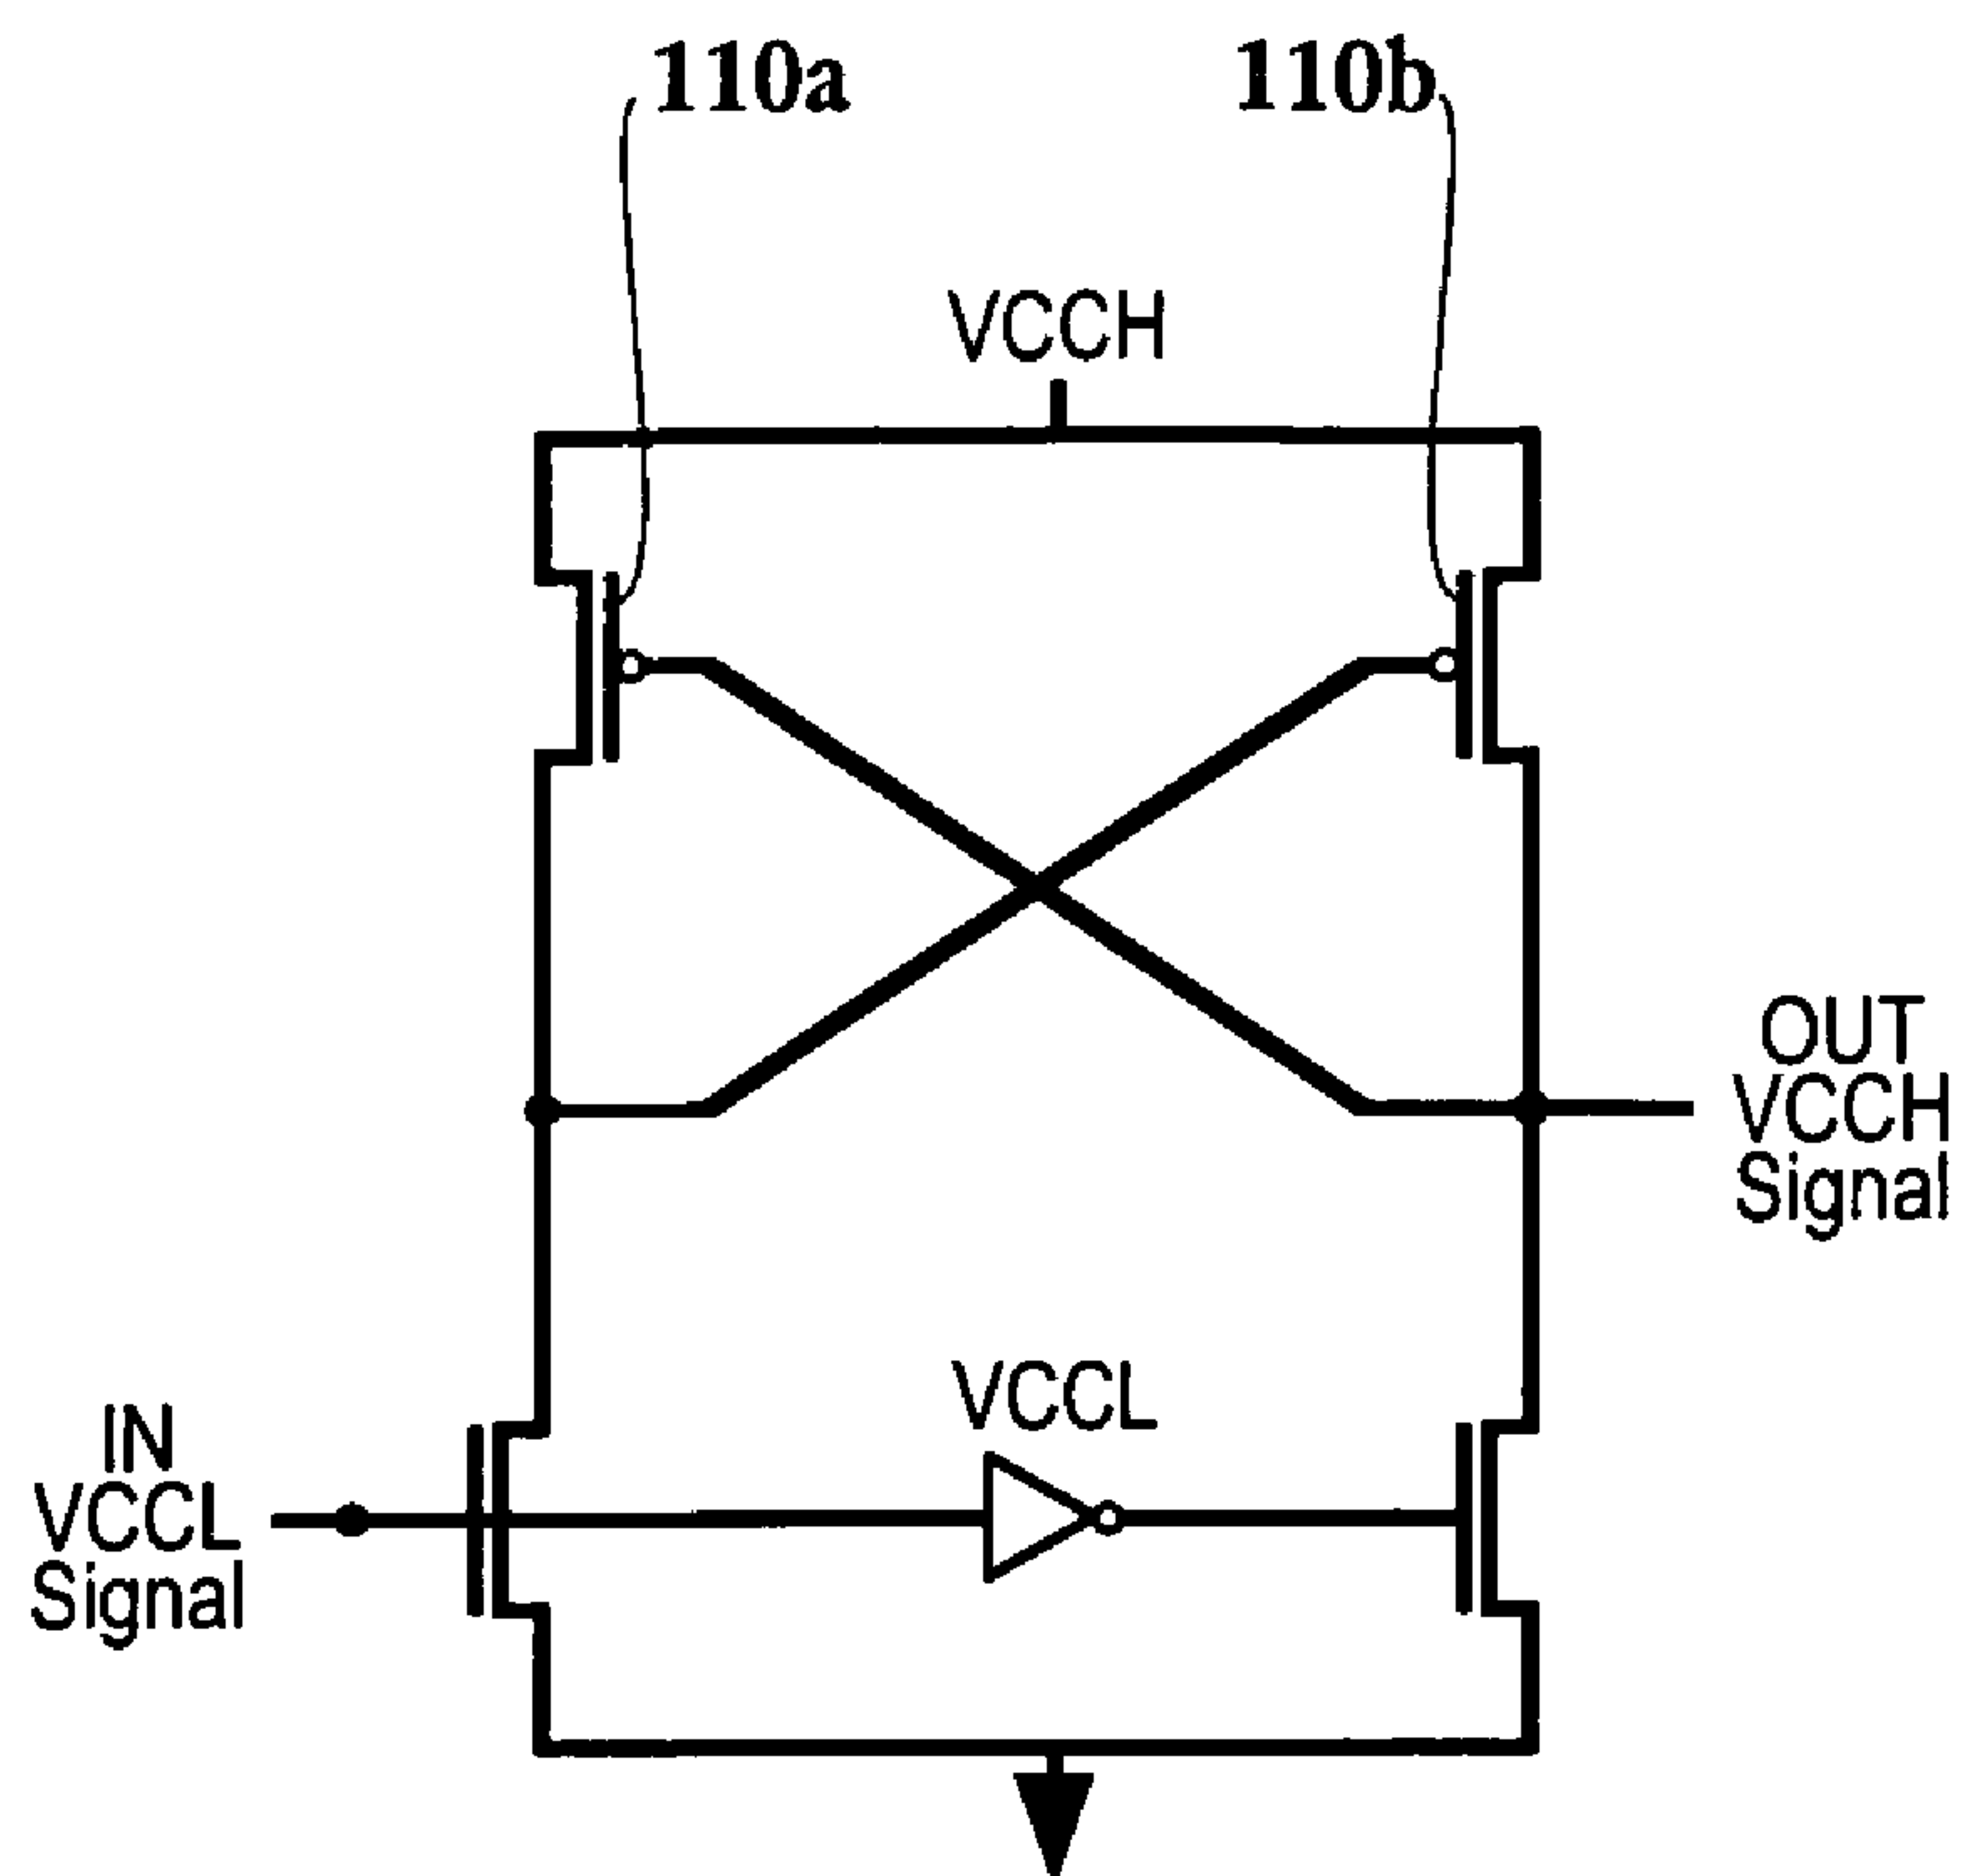 110a
110b
VCCH
OUT
VCCH
Signal
VCCL
IN
VCCL
Signal